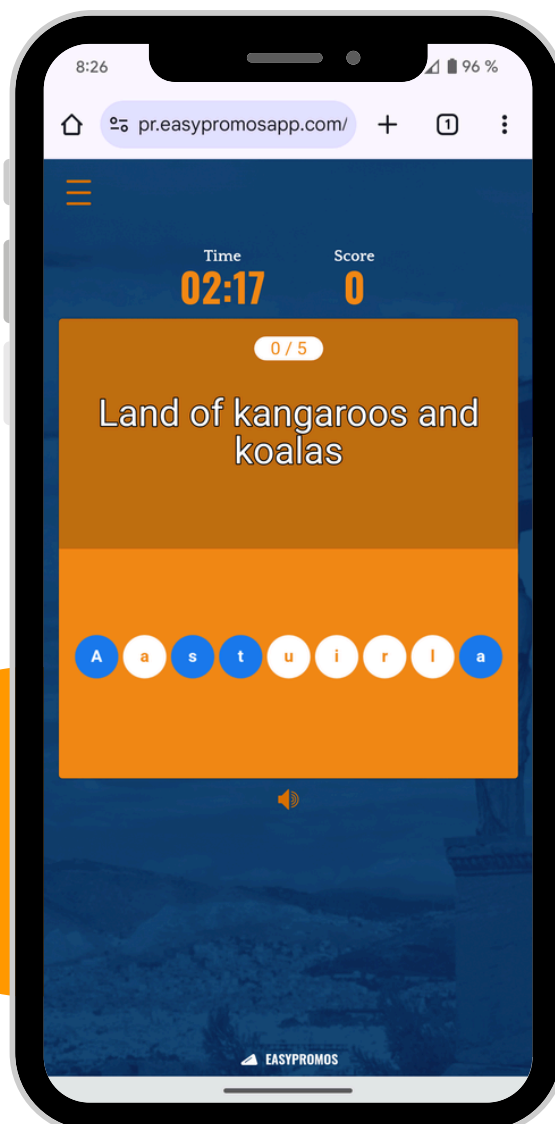 8:26 96 %
pr.easypromosapp.com/ 1
Time Score
02:17 0
0 / 5
Land of kangaroos and
koalas
A a s t u i r l a
EASYPROMOS